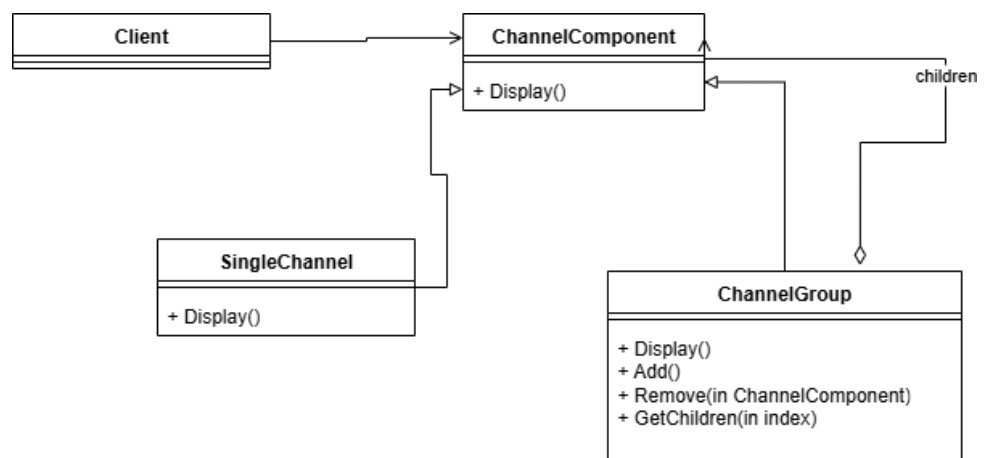 Client
ChannelComponent
+ Display()
children
SingleChannel
+ Display()
ChannelGroup
+ Display()
+ Add()
+ Remove(in ChannelComponent)
+ GetChildren(in index)